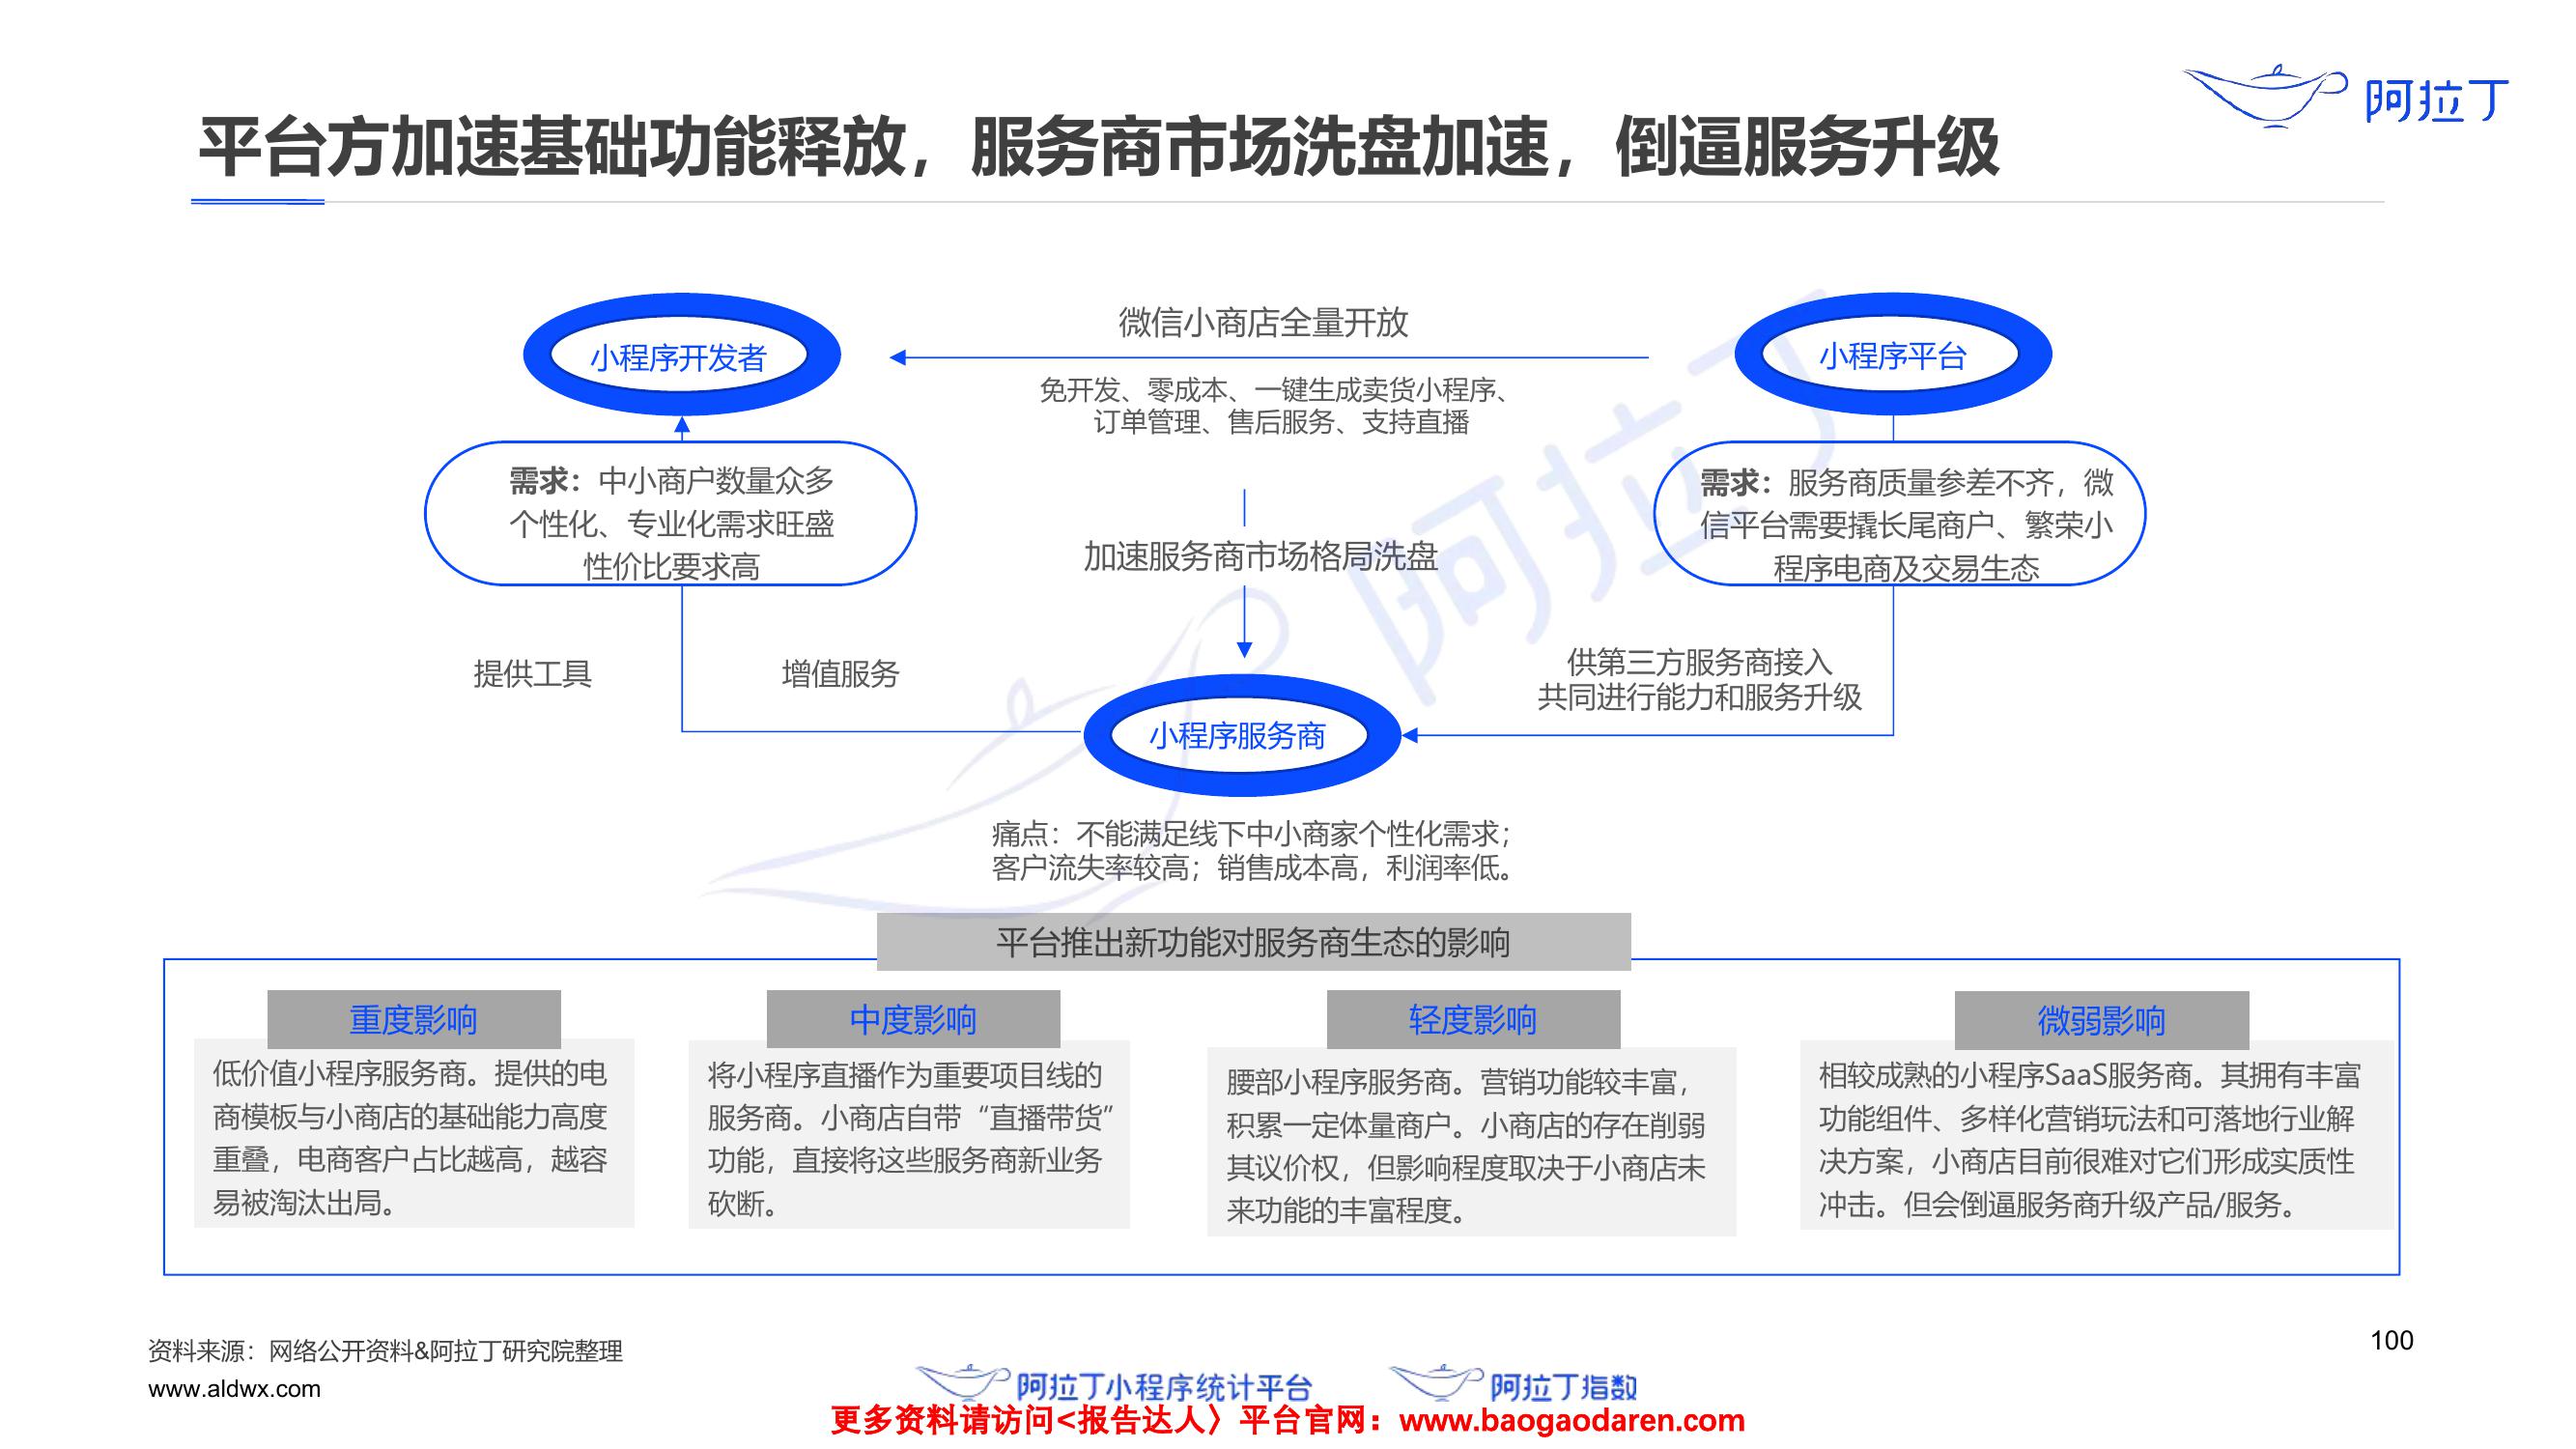 阿拉丁
平台方加速基础功能释放，服务商市场洗盘加速，倒逼服务升级
小程序开发者
微信小商店全量开放
小程序平台
免开发、零成本、一键生成卖货小程序、
订单管理、售后服务、支持直播
需求：中小商户数量众多
个性化、专业化需求旺盛
性价比要求高
需求：服务商质量参差不齐，微
信平台需要撬长尾商户、繁荣小
程序电商及交易生态
加速服务商市场格局洗盘
阿拉丁
提供工具
增值服务
供第三方服务商接入
共同进行能力和服务升级
小程序服务商
痛点：不能满足线下中小商家个性化需求；
客户流失率较高；销售成本高，利润率低。
平台推出新功能对服务商生态的影响
重度影响
低价值小程序服务商。提供的电
商模板与小商店的基础能力高度
重叠，电商客户占比越高，越容
易被淘汰出局。
中度影响
将小程序直播作为重要项目线的
服务商。小商店自带“直播带货”
功能，直接将这些服务商新业务
砍断。
轻度影响
腰部小程序服务商。营销功能较丰富，
积累一定体量商户。小商店的存在削弱
其议价权，但影响程度取决于小商店未
来功能的丰富程度。
微弱影响
相较成熟的小程序SaaS服务商。其拥有丰富
功能组件、多样化营销玩法和可落地行业解
决方案，小商店目前很难对它们形成实质性
冲击。但会倒逼服务商升级产品/服务。
资料来源：网络公开资料&阿拉丁研究院整理
www.aldwx.com
100
阿拉丁小程序统计平台
阿拉丁指数
更多资料请访问<报告达人〉平台官网：www.baogaodaren.com